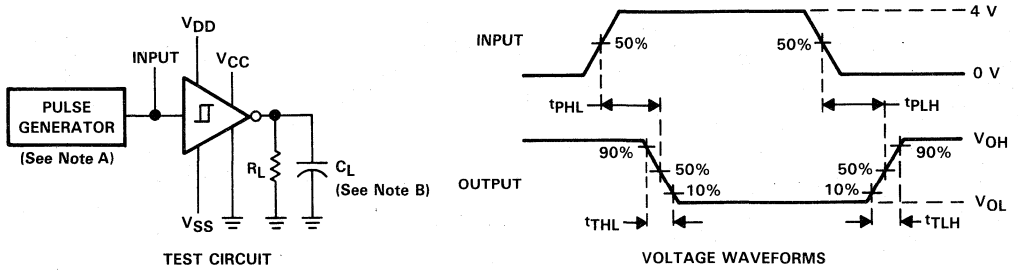 VDD
INPUT
VCC
PULSE
GENERATOR
(See Note A)
RL
CL
(See Note B)
VSS
TEST CIRCUIT
INPUT
50%
50%
4 V
0 V
tPHL
tPLH
OUTPUT
90%
50%
10%
50%
10%
90%
VOH
VOL
tTHL
tTLH
VOLTAGE WAVEFORMS